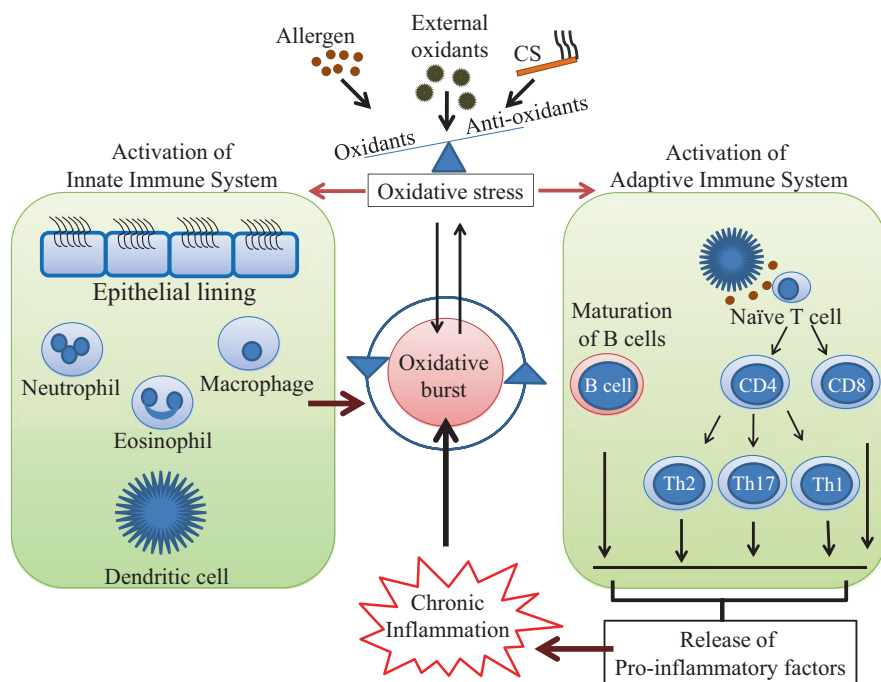 Allergen
External
oxidants
CS
Oxidants
Anti-oxidants
Oxidative stress
Activation of
Innate Immune System
Epithelial lining
Neutrophil
Macrophage
Eosinophil
Dendritic cell
Oxidative
burst
Activation of
Adaptive Immune System
Naïve T cell
Maturation
of B cells
B cell
CD4
CD8
Th2
Th17
Th1
Chronic
Inflammation
Release of
Pro-inflammatory factors